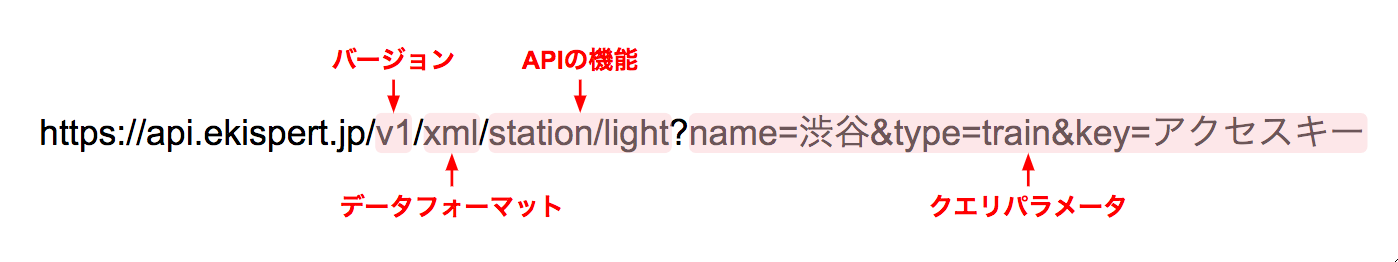 バージョン
APIの機能
https://api.ekispert.jp/v1/xml/station/light?name=渋谷&type=train&key=アクセスキー
データフォーマット
クエリパラメータ